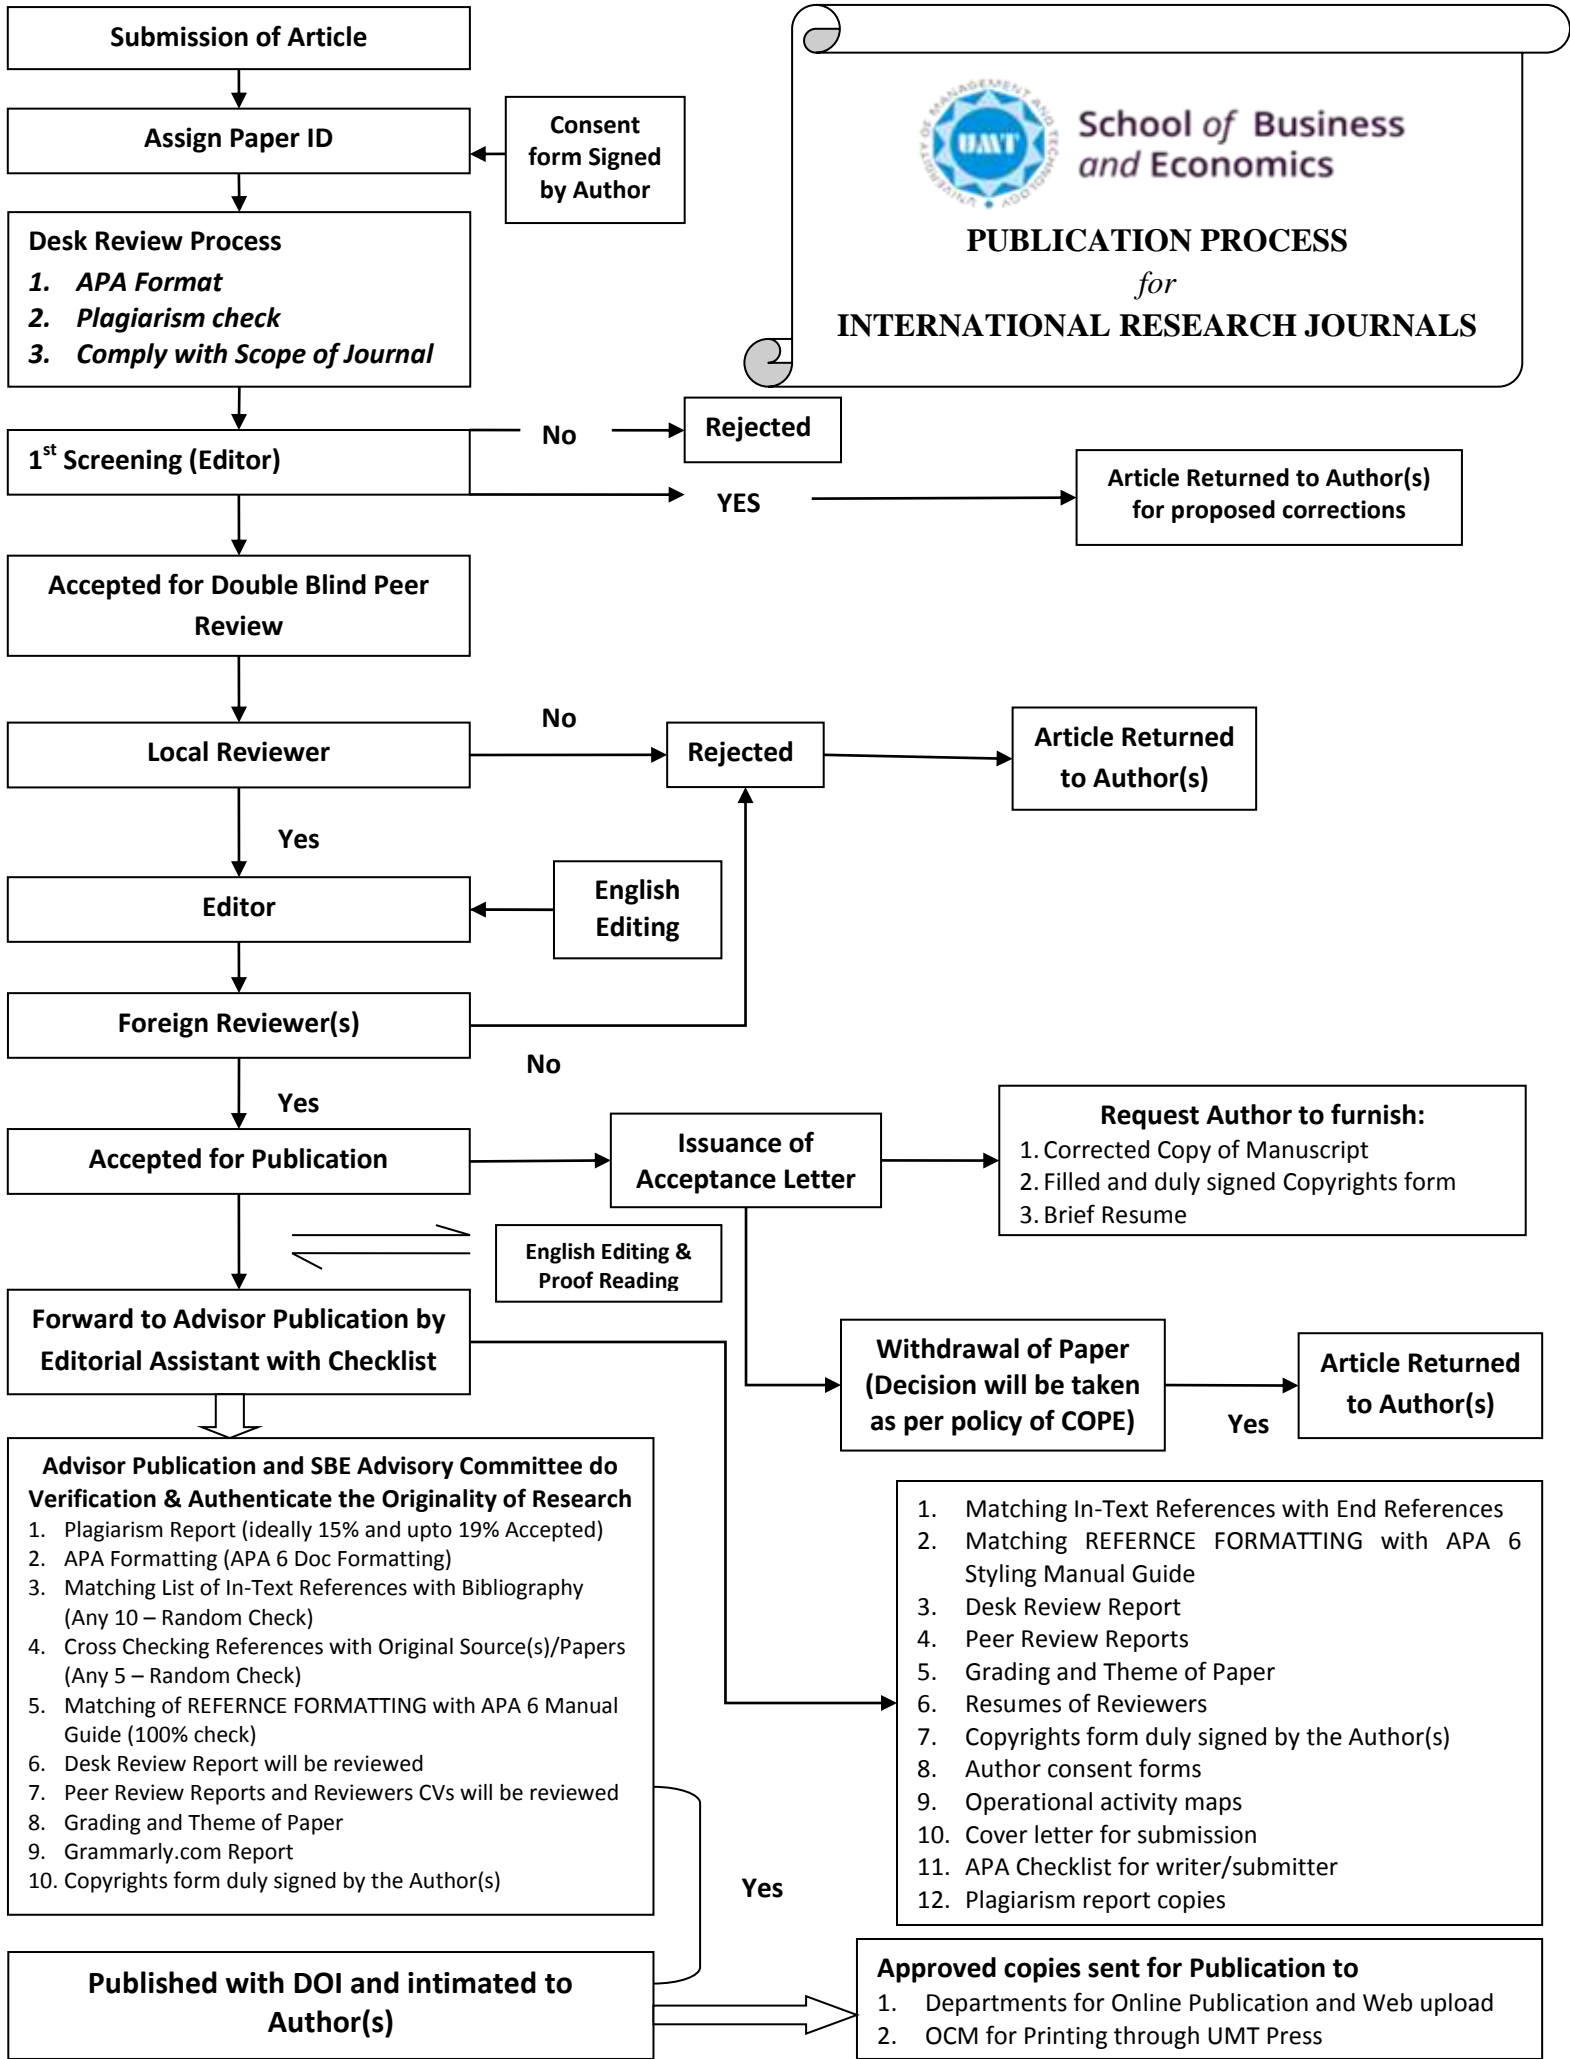 Submission of Article
UNIVERSITY OF MANAGEMENT AND TECHNOLOGY
UMT
School of Business
and Economics
PUBLICATION PROCESS
for
INTERNATIONAL RESEARCH JOURNALS
Assign Paper ID
Consent
form Signed
by Author
Desk Review Process
1. APA Format
2. Plagiarism check
3. Comply with Scope of Journal
1st Screening (Editor)
No
Rejected
YES
Article Returned to Author(s)
for proposed corrections
Accepted for Double Blind Peer
Review
Local Reviewer
No
Rejected
Article Returned
to Author(s)
Yes
Editor
English
Editing
Foreign Reviewer(s)
No
Yes
Accepted for Publication
Issuance of
Acceptance Letter
Request Author to furnish:
1. Corrected Copy of Manuscript
2. Filled and duly signed Copyrights form
3. Brief Resume
English Editing &
Proof Reading
Forward to Advisor Publication by
Editorial Assistant with Checklist
Withdrawal of Paper
(Decision will be taken
as per policy of COPE)
Yes
Article Returned
to Author(s)
Advisor Publication and SBE Advisory Committee do
Verification & Authenticate the Originality of Research
1. Plagiarism Report (ideally 15% and upto 19% Accepted)
2. APA Formatting (APA 6 Doc Formatting)
3. Matching List of In-Text References with Bibliography
(Any 10 – Random Check)
4. Cross Checking References with Original Source(s)/Papers
(Any 5 – Random Check)
5. Matching of REFERNCE FORMATTING with APA 6 Manual
Guide (100% check)
6. Desk Review Report will be reviewed
7. Peer Review Reports and Reviewers CVs will be reviewed
8. Grading and Theme of Paper
9. Grammarly.com Report
10. Copyrights form duly signed by the Author(s)
1. Matching In-Text References with End References
2. Matching REFERNCE FORMATTING with APA 6
Styling Manual Guide
3. Desk Review Report
4. Peer Review Reports
5. Grading and Theme of Paper
6. Resumes of Reviewers
7. Copyrights form duly signed by the Author(s)
8. Author consent forms
9. Operational activity maps
10. Cover letter for submission
11. APA Checklist for writer/submitter
12. Plagiarism report copies
Yes
Published with DOI and intimated to
Author(s)
Approved copies sent for Publication to
1. Departments for Online Publication and Web upload
2. OCM for Printing through UMT Press